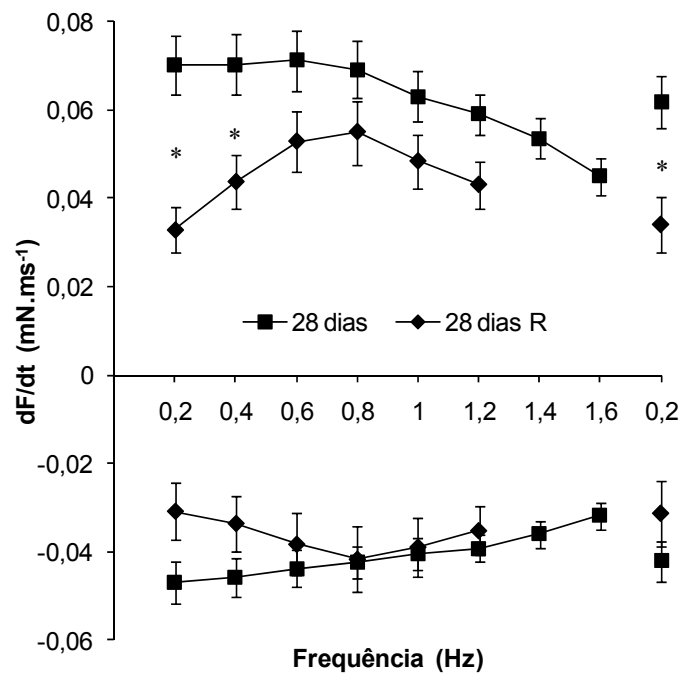 0,08
0,06
0,04
0,02
0
-0,02
-0,04
-0,06
dF/dt (mN.ms⁻¹)
* * *
28 dias 28 dias R
0,2 0,4 0,6 0,8 1 1,2 1,4 1,6 0,2
Frequência (Hz)